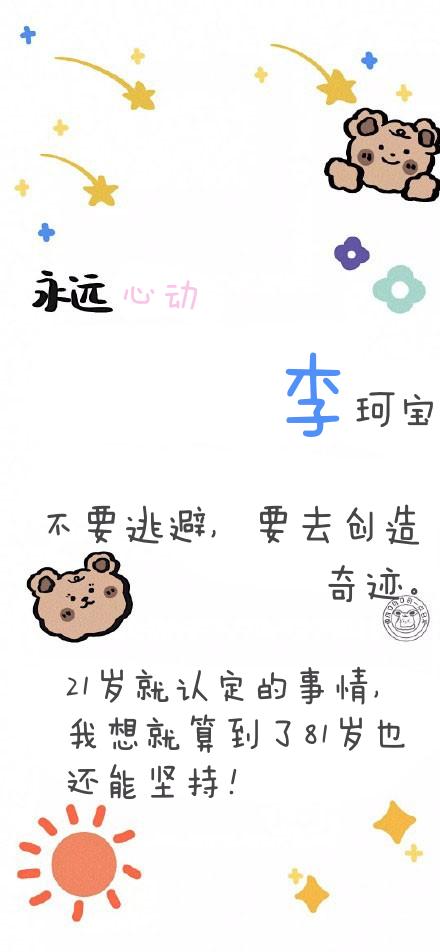 永远心动
李珂宝
不要逃避，要去创造
奇迹。
21岁就认定的事情，
我想就算到了81岁也
还能坚持！